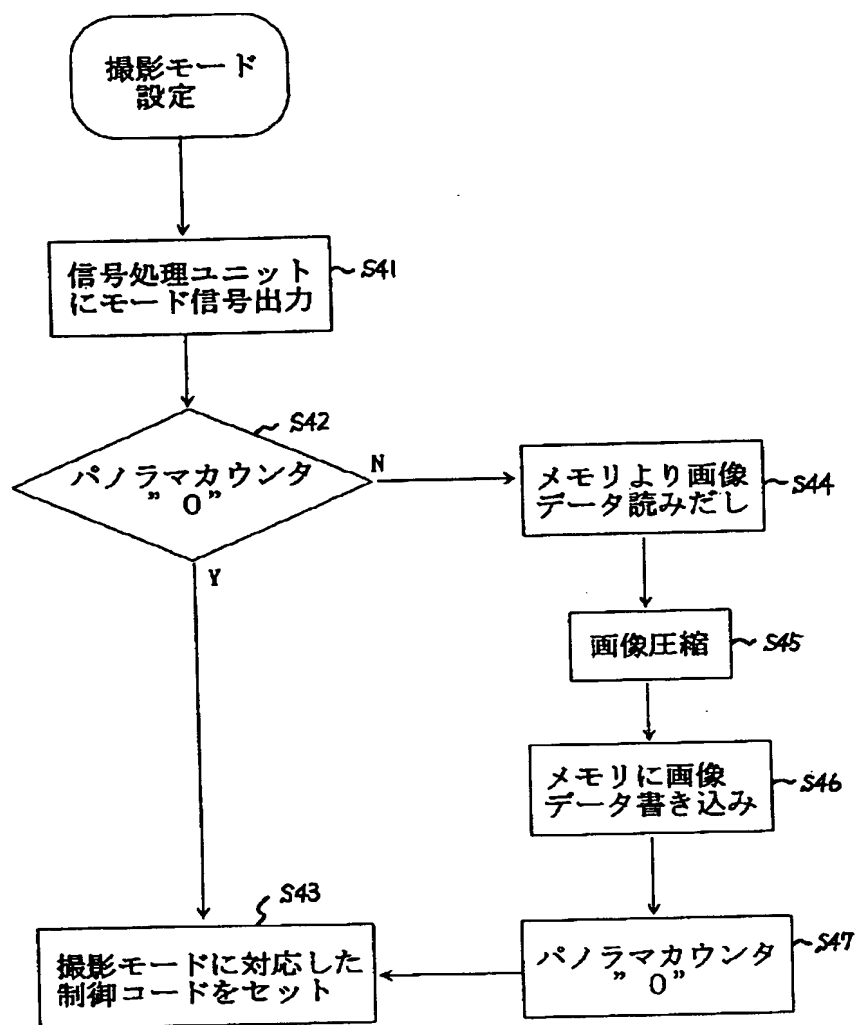 撮影モード
設定
信号処理ユニット
にモード信号出力
S41
S42
パノラマカウンタ
"0"
N
Y
メモリより画像
データ読みだし
S44
画像圧縮
S45
メモリに画像
データ書き込み
S46
S43
撮影モードに対応した
制御コードをセット
パノラマカウンタ
"0"
S47